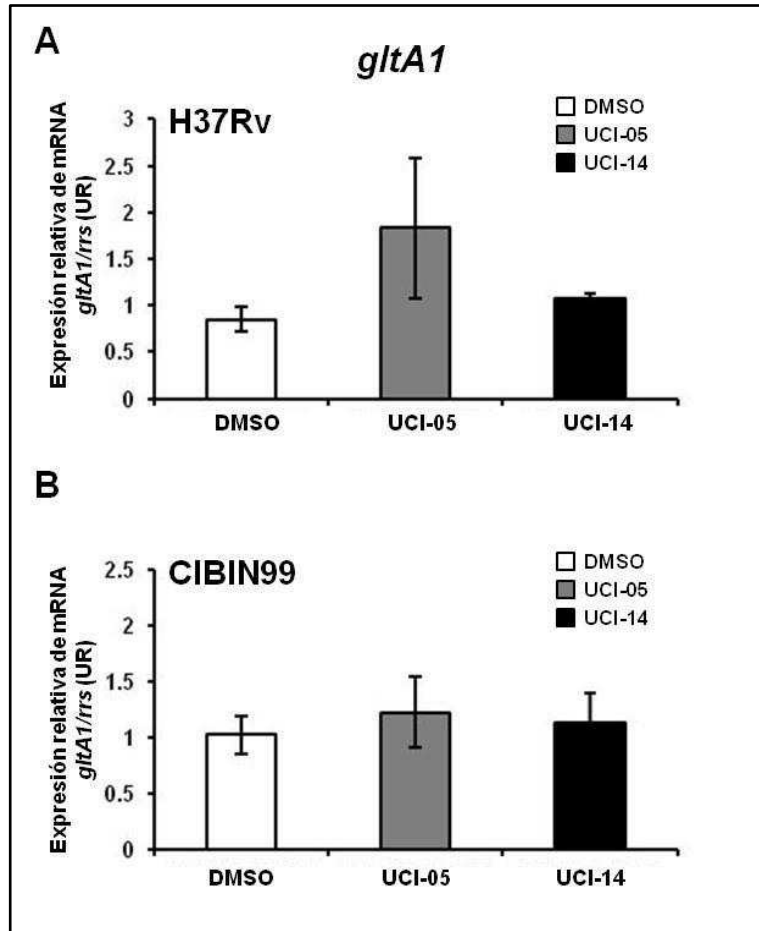 A
gltA1
H37Rv
DMSO
UCI-05
UCI-14
Expresión relativa de mRNA
gltA1/rrs (UR)
3
2.5
2
1.5
1
0.5
0
DMSO UCI-05 UCI-14
B
CIBIN99
DMSO
UCI-05
UCI-14
Expresión relativa de mRNA
gltA1/rrs (UR)
2.5
2
1.5
1
0.5
0
DMSO UCI-05 UCI-14